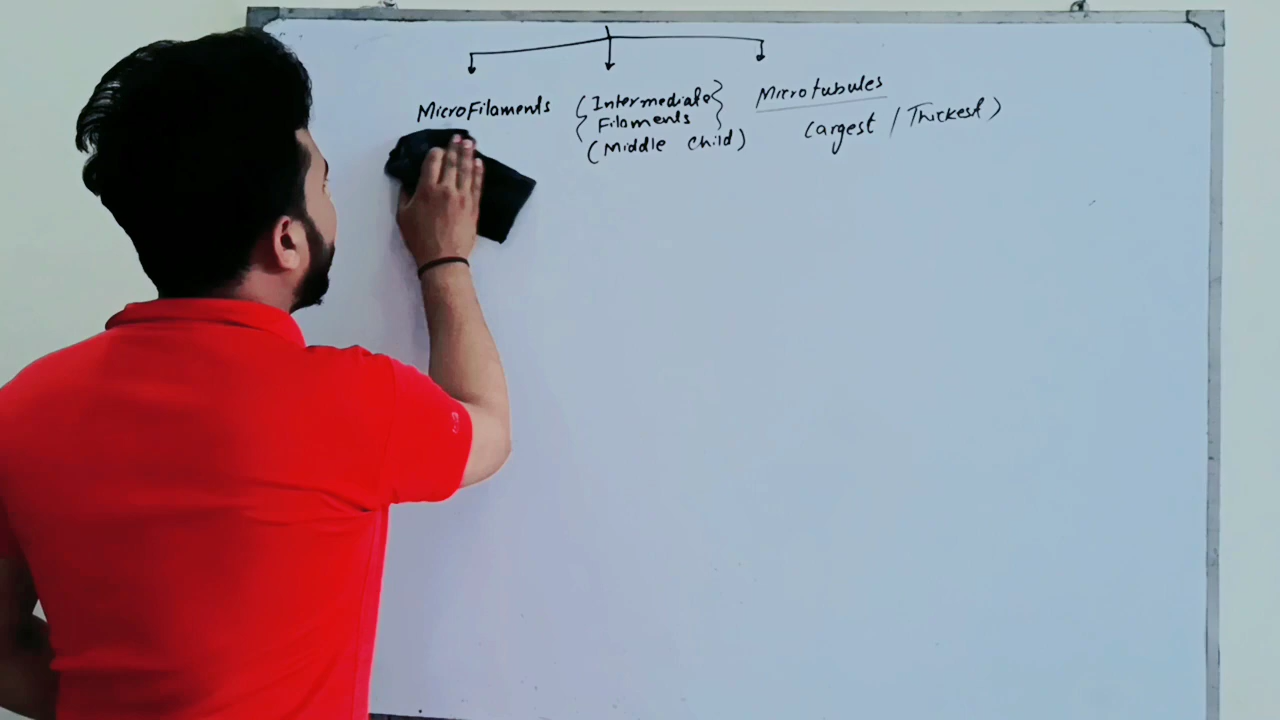 MicroFilaments
{Intermediate
Filaments}
(Middle Child)
Microtubules
Largest / Thickest)